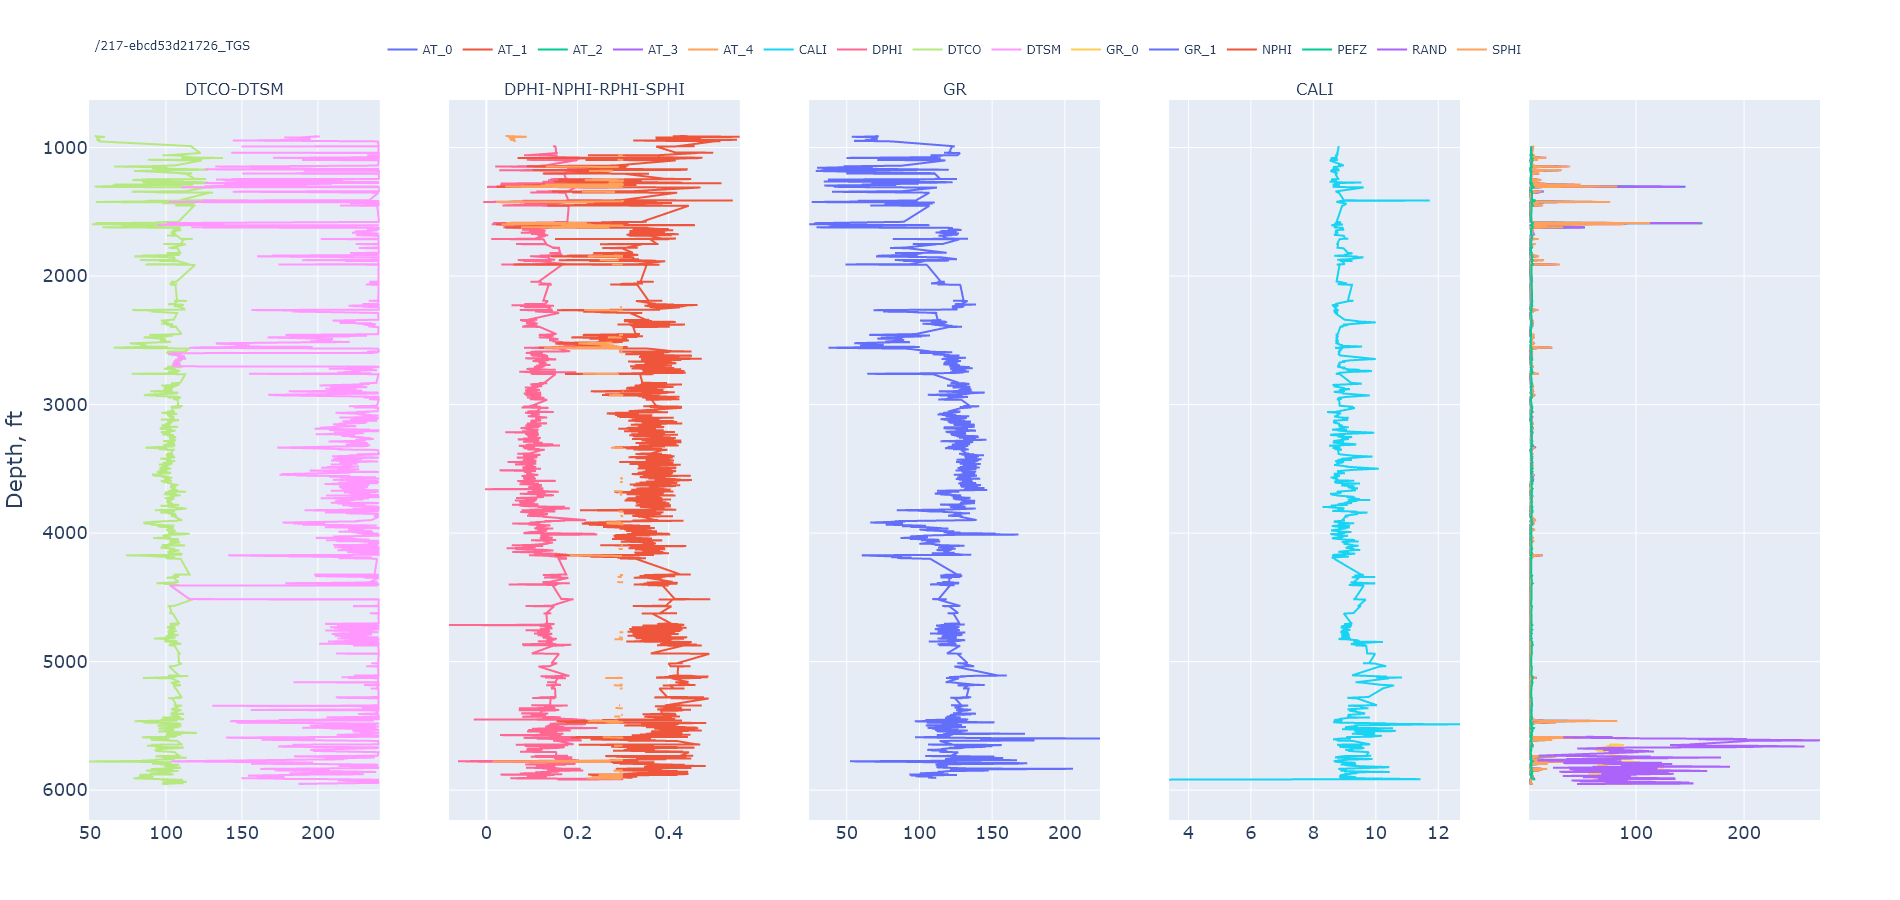 /217-ebcd53d21726_TGS
AT_0 AT_1 AT_2 AT_3 AT_4 CALI DPHI DTCO DTSM GR_0 GR_1 NPHI PEFZ RAND SPHI
DTCO-DTSM DPHI-NPHI-RPHI-SPHI GR CALI
1000
2000
3000
4000
5000
6000
Depth, ft
50 100 150 200 0 0.2 0.4 50 100 150 200 4 6 8 10 12 100 200